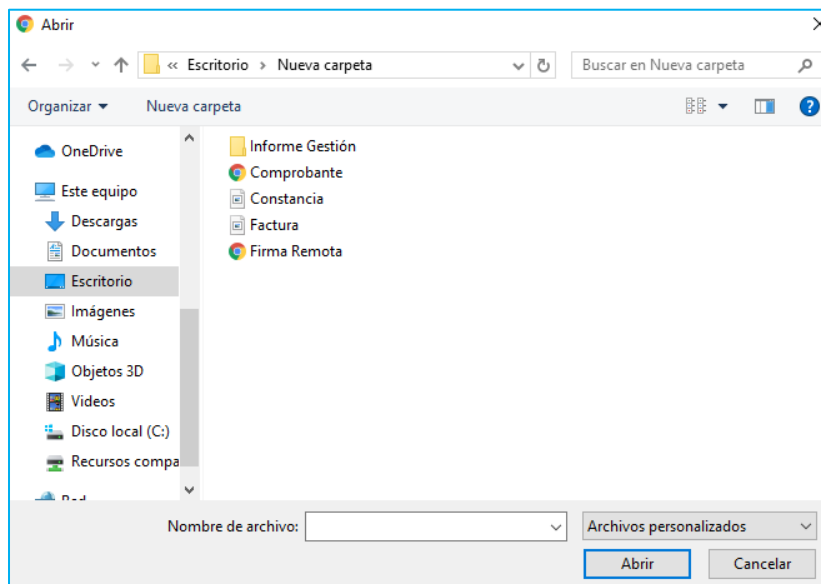 Abrir
« Escritorio > Nueva carpeta
Buscar en Nueva carpeta
Organizar
Nueva carpeta
OneDrive
Este equipo
Descargas
Documentos
Escritorio
Imágenes
Música
Objetos 3D
Videos
Disco local (C:)
Recursos compa
Informe Gestión
Comprobante
Constancia
Factura
Firma Remota
Nombre de archivo:
Archivos personalizados
Abrir
Cancelar